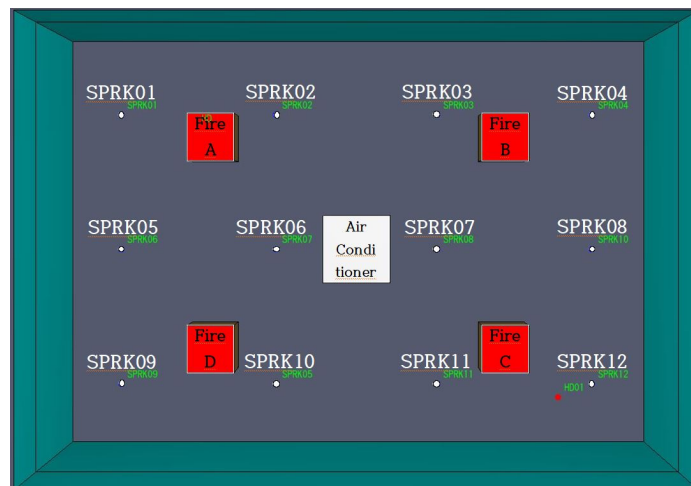 SPRK01 SPRK02 SPRK03 SPRK04
SPRK01 SPRK02 SPRK03 SPRK04
Fire
A
Fire
B
SPRK05 SPRK06 SPRK07 SPRK08
SPRK06 SPRK07 SPRK08 SPRK10
Air
Condi
tioner
Fire
D
Fire
C
SPRK09 SPRK10 SPRK11 SPRK12
SPRK09 SPRK05 SPRK11 SPRK12
HD01